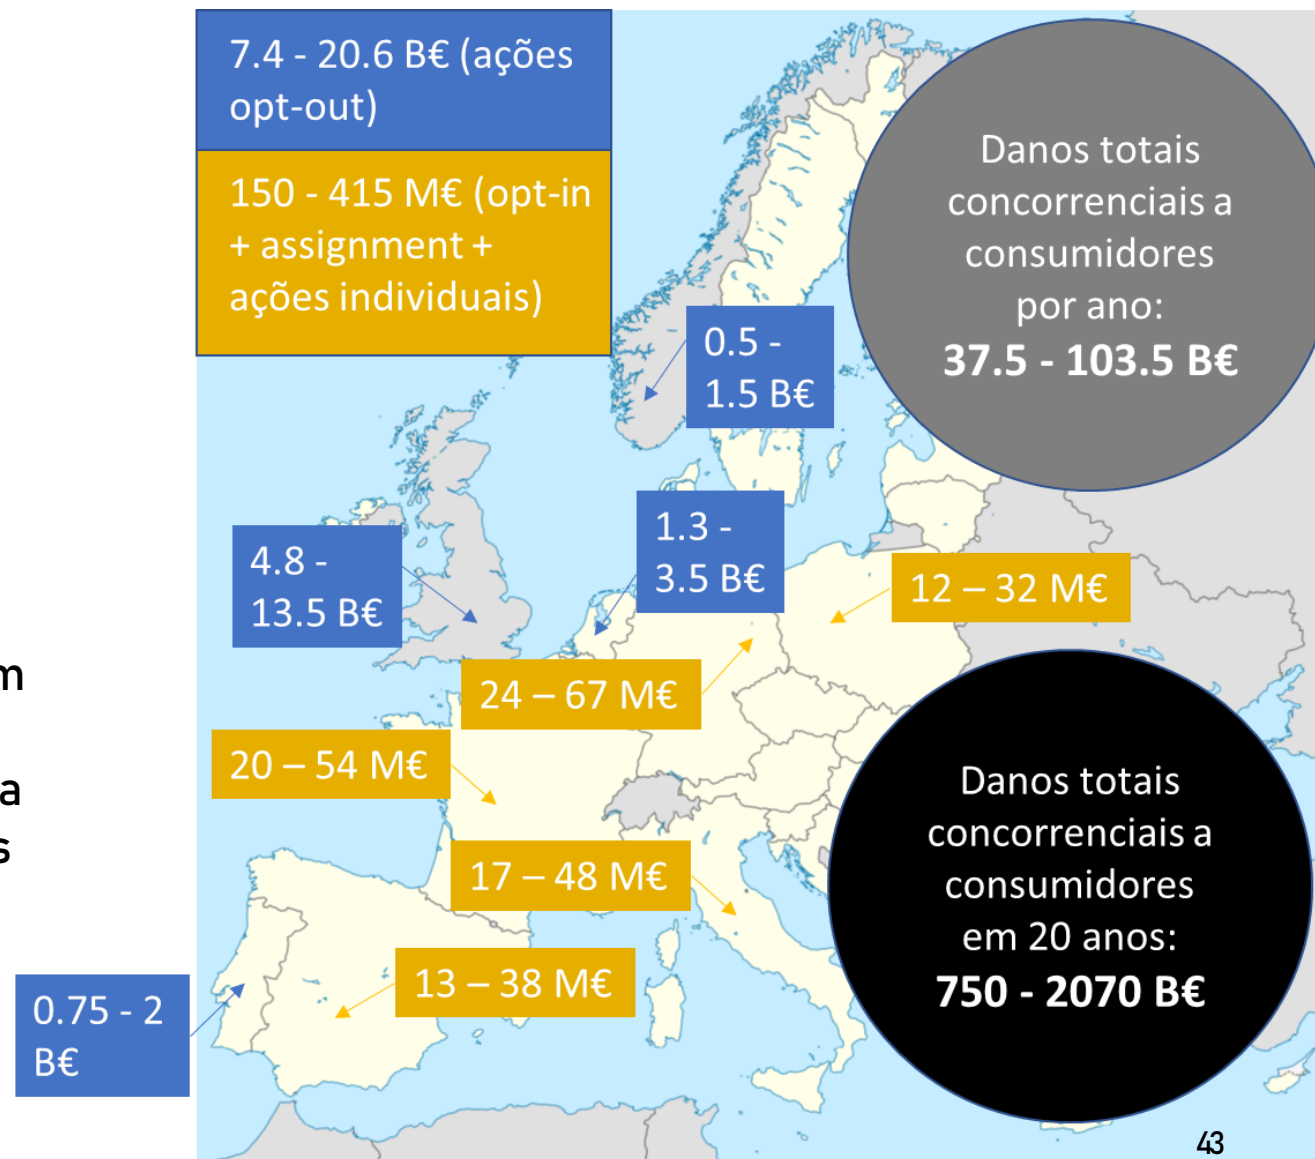 7.4 - 20.6 B€ (ações
opt-out)
150 - 415 M€ (opt-in
+ assignment +
ações individuais)
Danos totais
concorrenciais a
consumidores
por ano:
37.5 - 103.5 B€
0.5 -
1.5 B€
4.8 -
13.5 B€
1.3 -
3.5 B€
12 – 32 M€
24 – 67 M€
20 – 54 M€
17 – 48 M€
13 – 38 M€
0.75 - 2
B€
Danos totais
concorrenciais a
consumidores
em 20 anos:
750 - 2070 B€
43